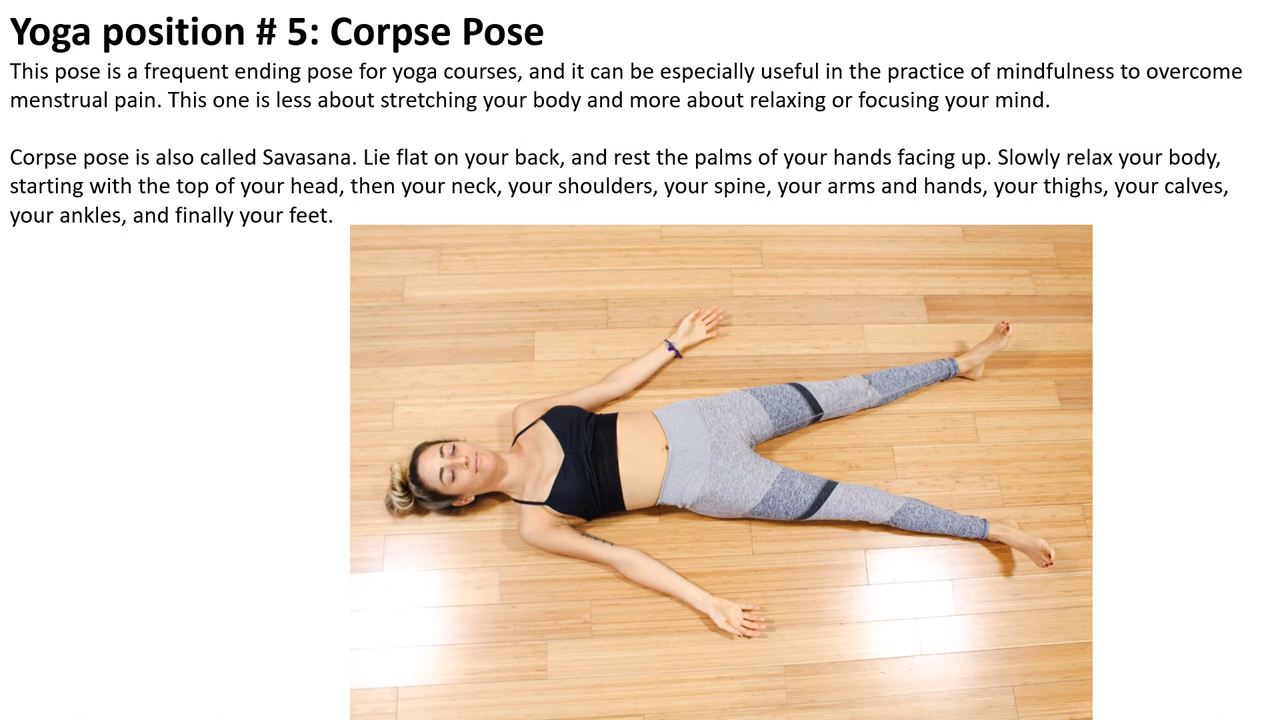 Yoga position # 5: Corpse Pose
This pose is a frequent ending pose for yoga courses, and it can be especially useful in the practice of mindfulness to overcome
menstrual pain. This one is less about stretching your body and more about relaxing or focusing your mind.
Corpse pose is also called Savasana. Lie flat on your back, and rest the palms of your hands facing up. Slowly relax your body,
starting with the top of your head, then your neck, your shoulders, your spine, your arms and hands, your thighs, your calves,
your ankles, and finally your feet.